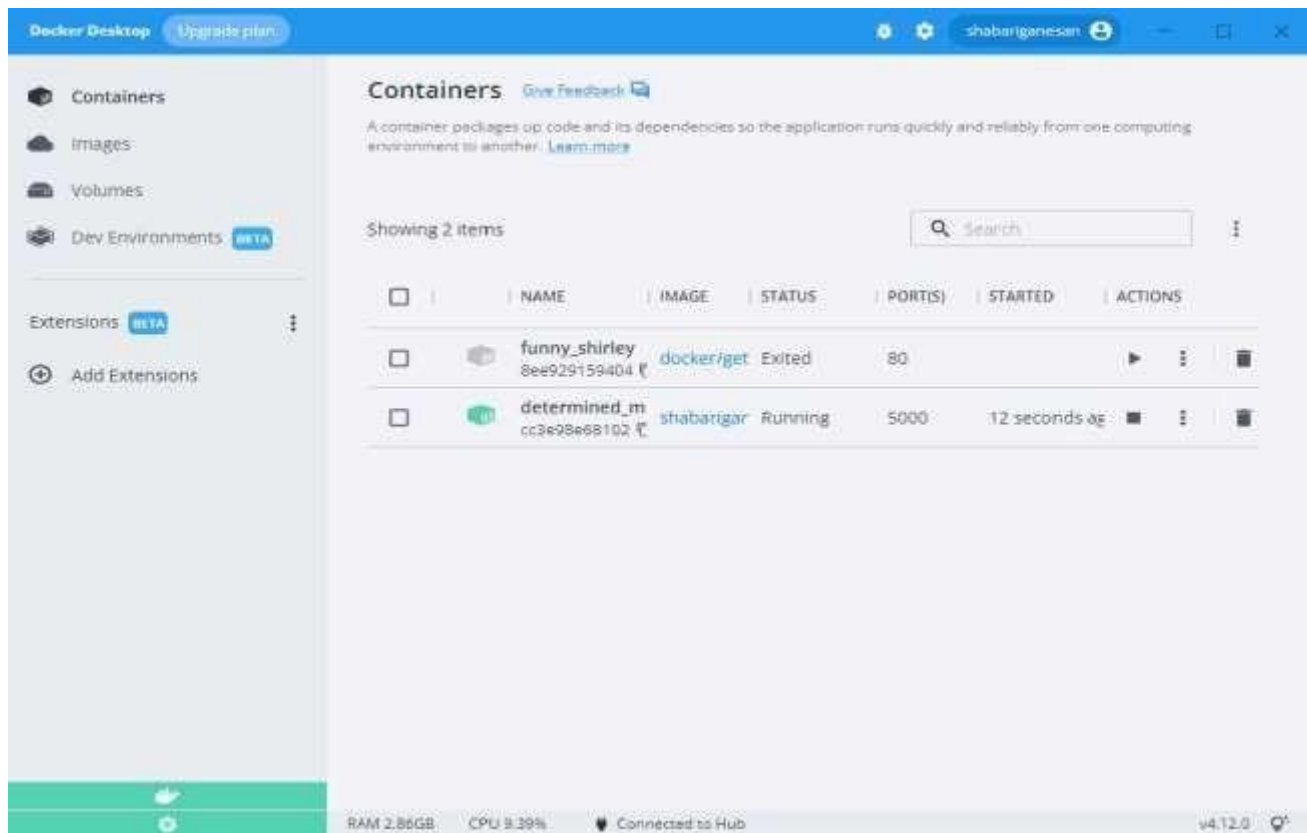 Docker Desktop Upgrade plan shabariganesan
Containers
Images
Volumes
Dev Environments BETA
Extensions BETA
Add Extensions
Containers Give Feedback
A container packages up code and its dependencies so the application runs quickly and reliably from one computing
environment to another. Learn more
Showing 2 items Search
NAME IMAGE STATUS PORT(S) STARTED ACTIONS
funny_shirley docker/get Exited 80
8ee929159404
determined_m shabarigar Running 5000 12 seconds ag
cc3e98e68102
RAM 2.86GB CPU 9.39% Connected to Hub v4.12.0